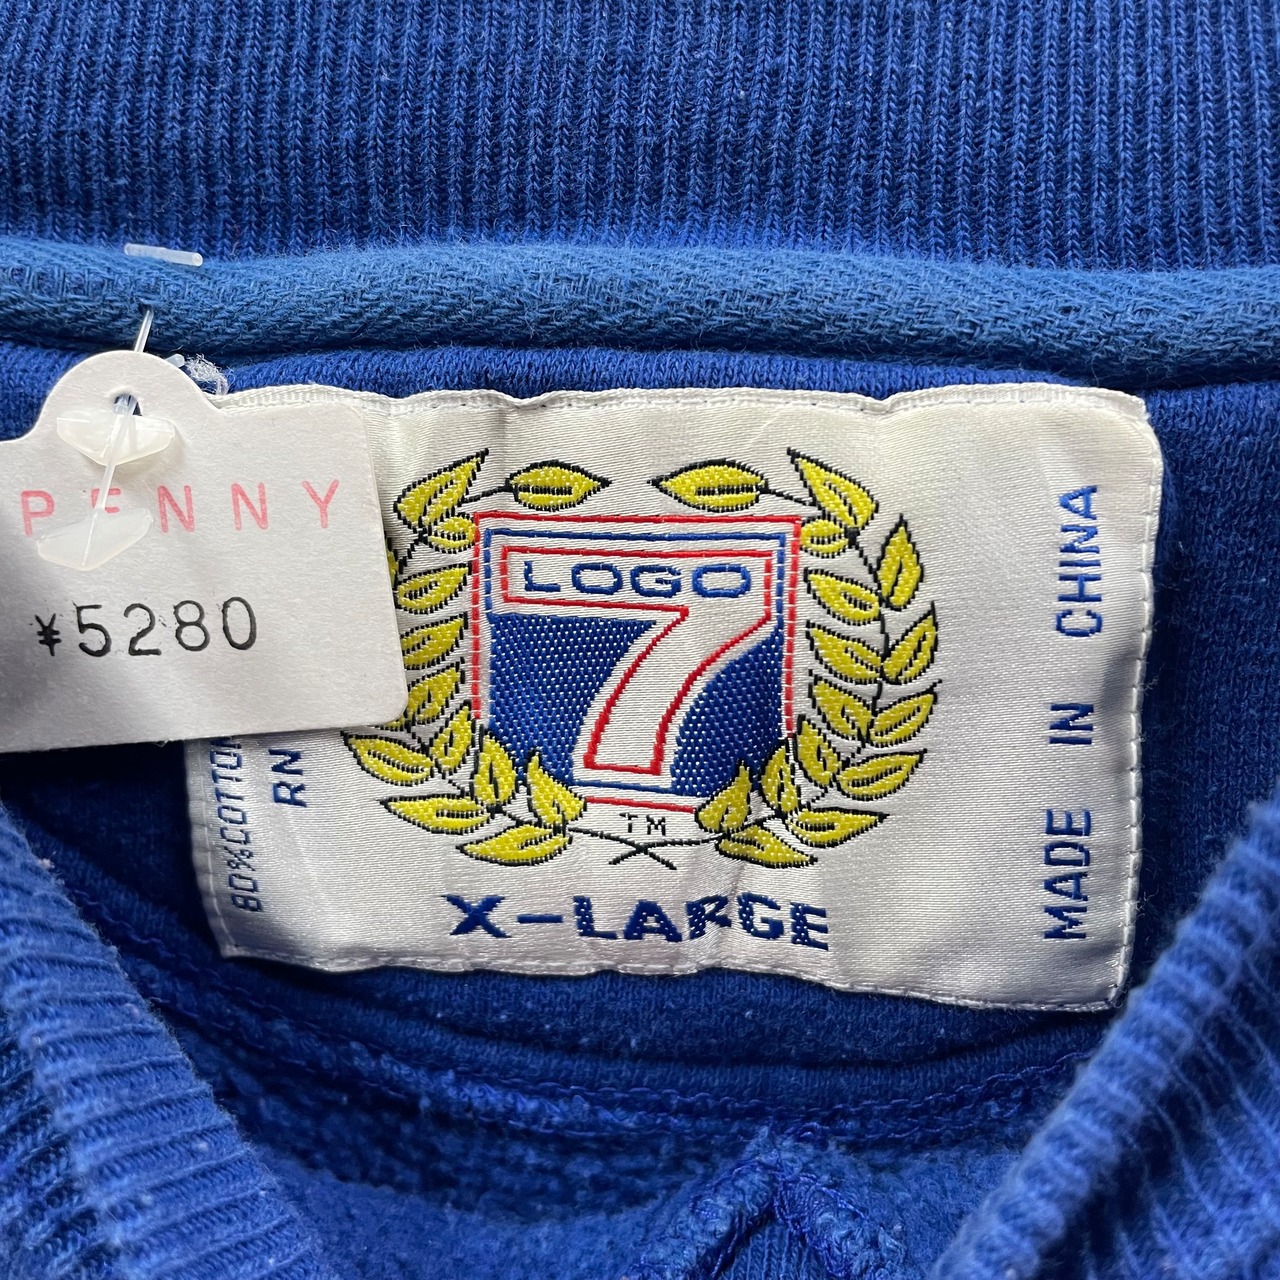 PENNY
¥5280
LOGO
7
TM
X-LARGE
80%COTTON
RN
MADE IN CHINA